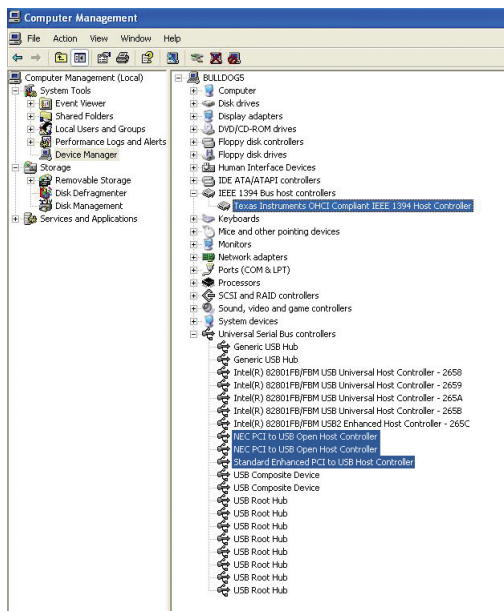 Computer Management
File Action View Window Help
Computer Management (Local)
System Tools
Event Viewer
Shared Folders
Local Users and Groups
Performance Logs and Alerts
Device Manager
Storage
Removable Storage
Disk Defragmenter
Disk Management
Services and Applications
BULLDOG5
Computer
Disk drives
Display adapters
DVD/CD-ROM drives
Floppy disk controllers
Floppy disk drives
Human Interface Devices
IDE ATA/ATAPI controllers
IEEE 1394 Bus host controllers
Texas Instruments OHCI Compliant IEEE 1394 Host Controller
Keyboards
Mice and other pointing devices
Monitors
Network adapters
Ports (COM & LPT)
Processors
SCSI and RAID controllers
Sound, video and game controllers
System devices
Universal Serial Bus controllers
Generic USB Hub
Generic USB Hub
Intel(R) 82801FB/FBM USB Universal Host Controller - 2658
Intel(R) 82801FB/FBM USB Universal Host Controller - 2659
Intel(R) 82801FB/FBM USB Universal Host Controller - 265A
Intel(R) 82801FB/FBM USB Universal Host Controller - 265B
Intel(R) 82801FB/FBM USB2 Enhanced Host Controller - 265C
NEC PCI to USB Open Host Controller
NEC PCI to USB Open Host Controller
Standard Enhanced PCI to USB Host Controller
USB Composite Device
USB Composite Device
USB Root Hub
USB Root Hub
USB Root Hub
USB Root Hub
USB Root Hub
USB Root Hub
USB Root Hub
USB Root Hub